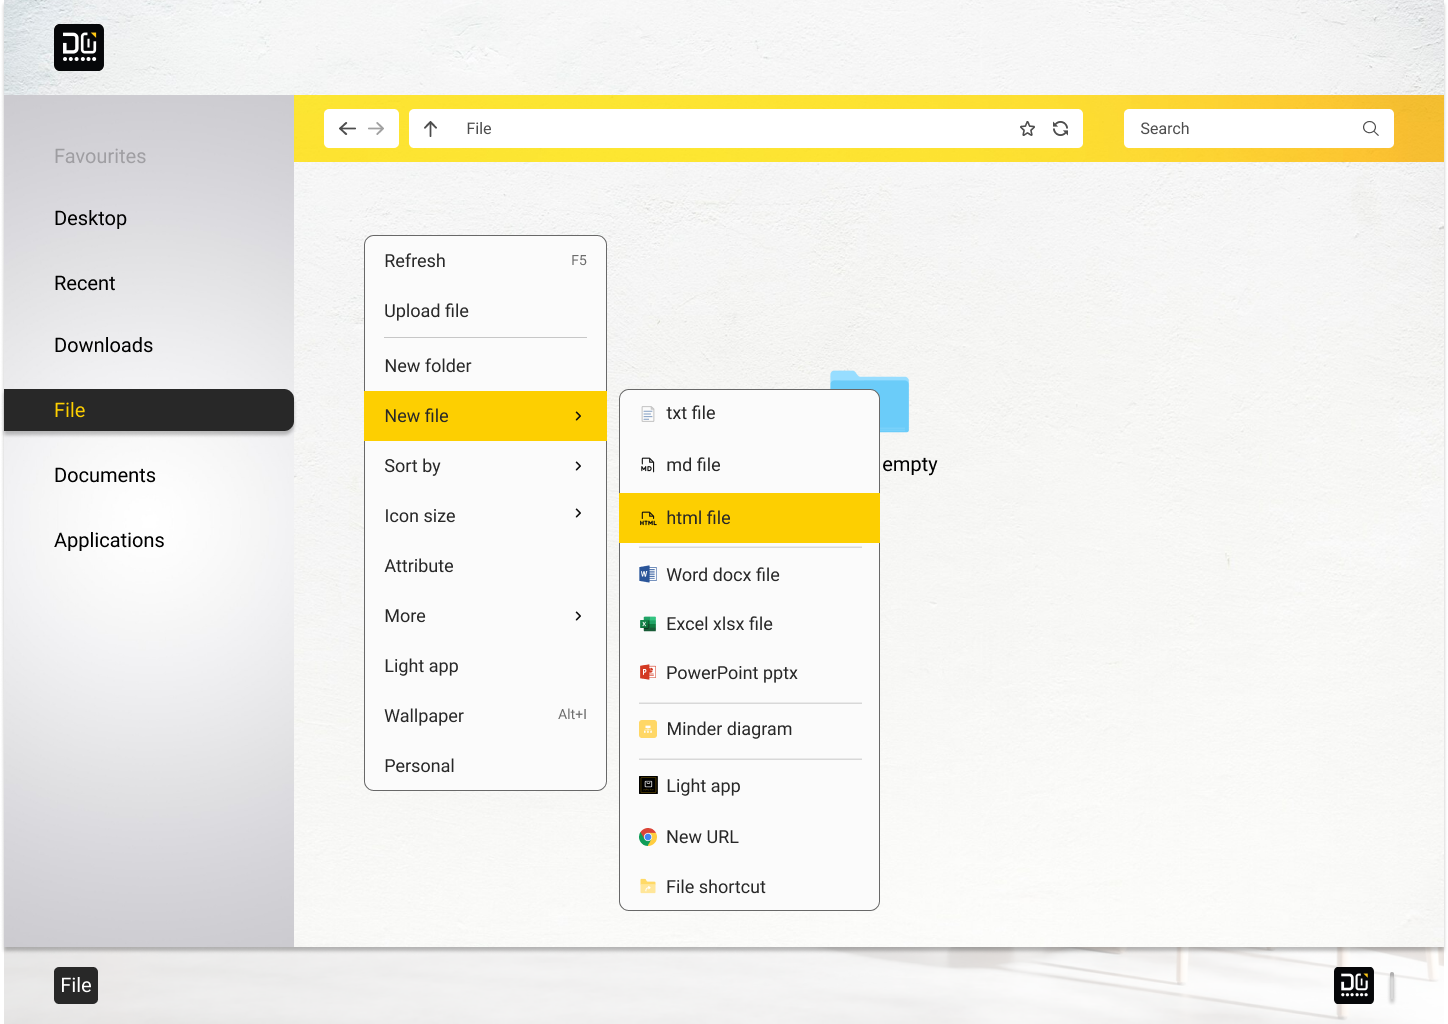 File
Search
Favourites
Desktop
Recent
Downloads
File
Documents
Applications
Refresh F5
Upload file
New folder
New file
Sort by
Icon size
Attribute
More
Light app
Wallpaper Alt+I
Personal
txt file
md file
html file
Word docx file
Excel xlsx file
PowerPoint pptx
Minder diagram
Light app
New URL
File shortcut
empty
File